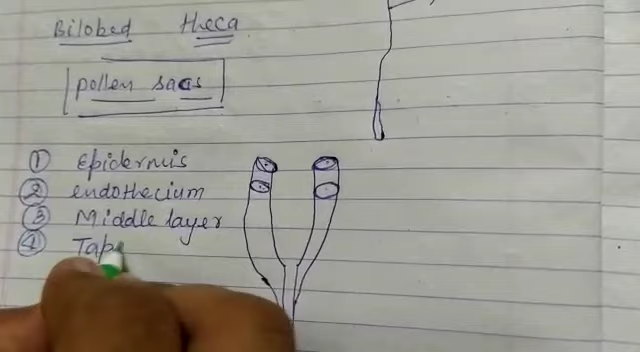 Bilobed theca
pollen sacs
① Epidermis
② endothecium
③ Middle layer
④ Tap